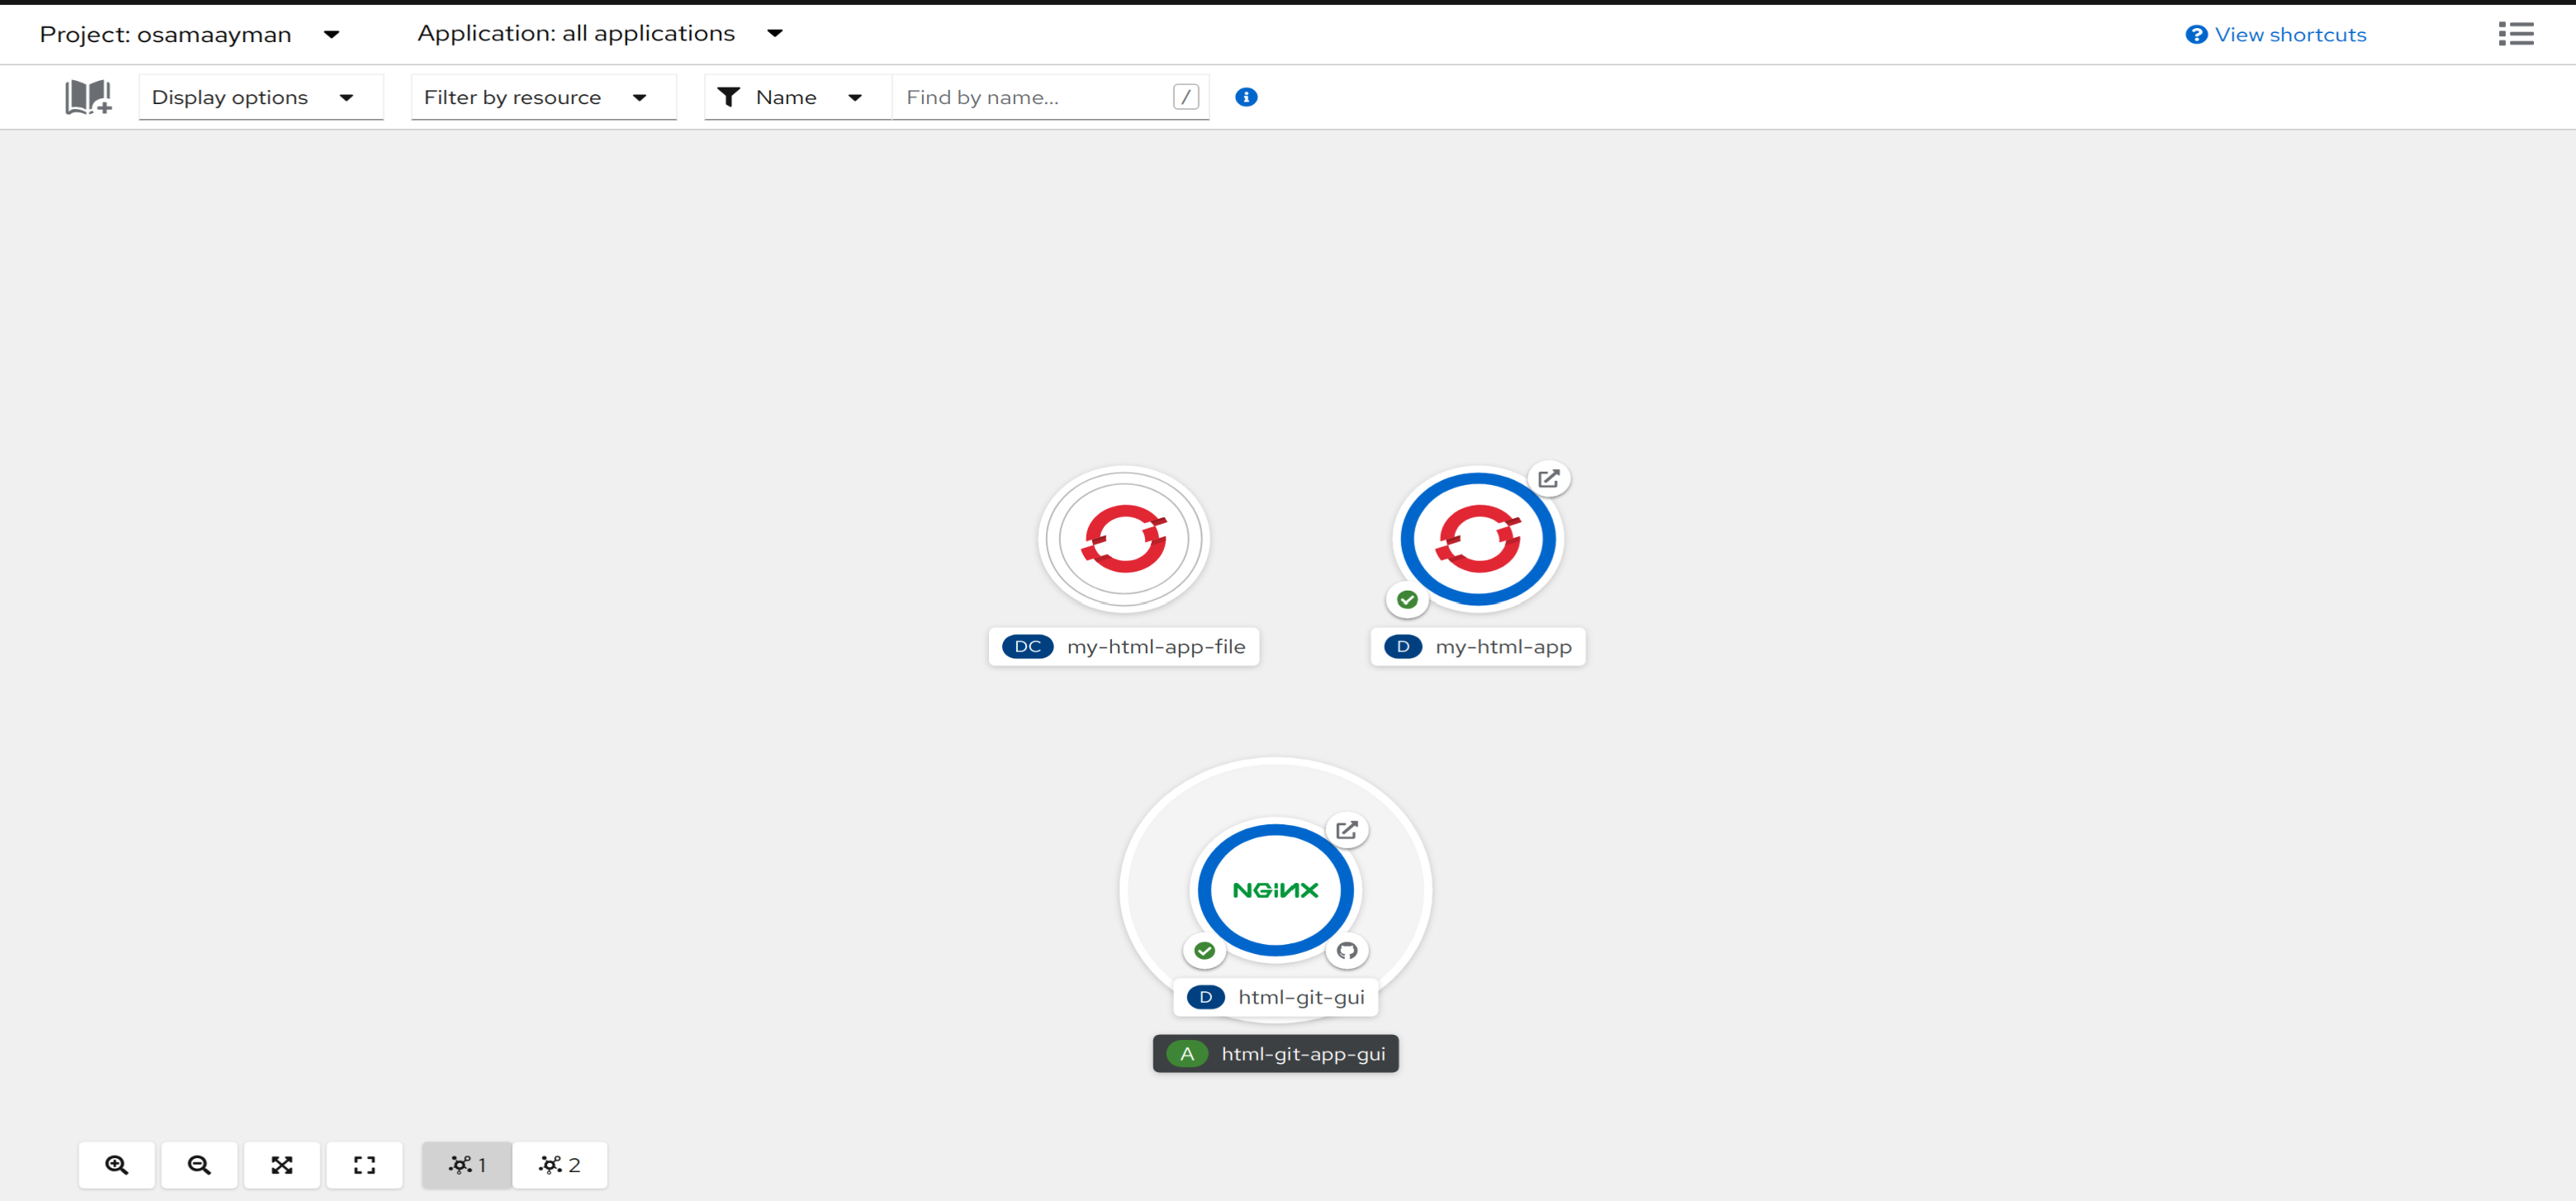 Project: osamaayman
Application: all applications
View shortcuts
Display options
Filter by resource
Name
Find by name...
/
DC my-html-app-file
D my-html-app
NGINX
D html-git-gui
A html-git-app-gui
1
2